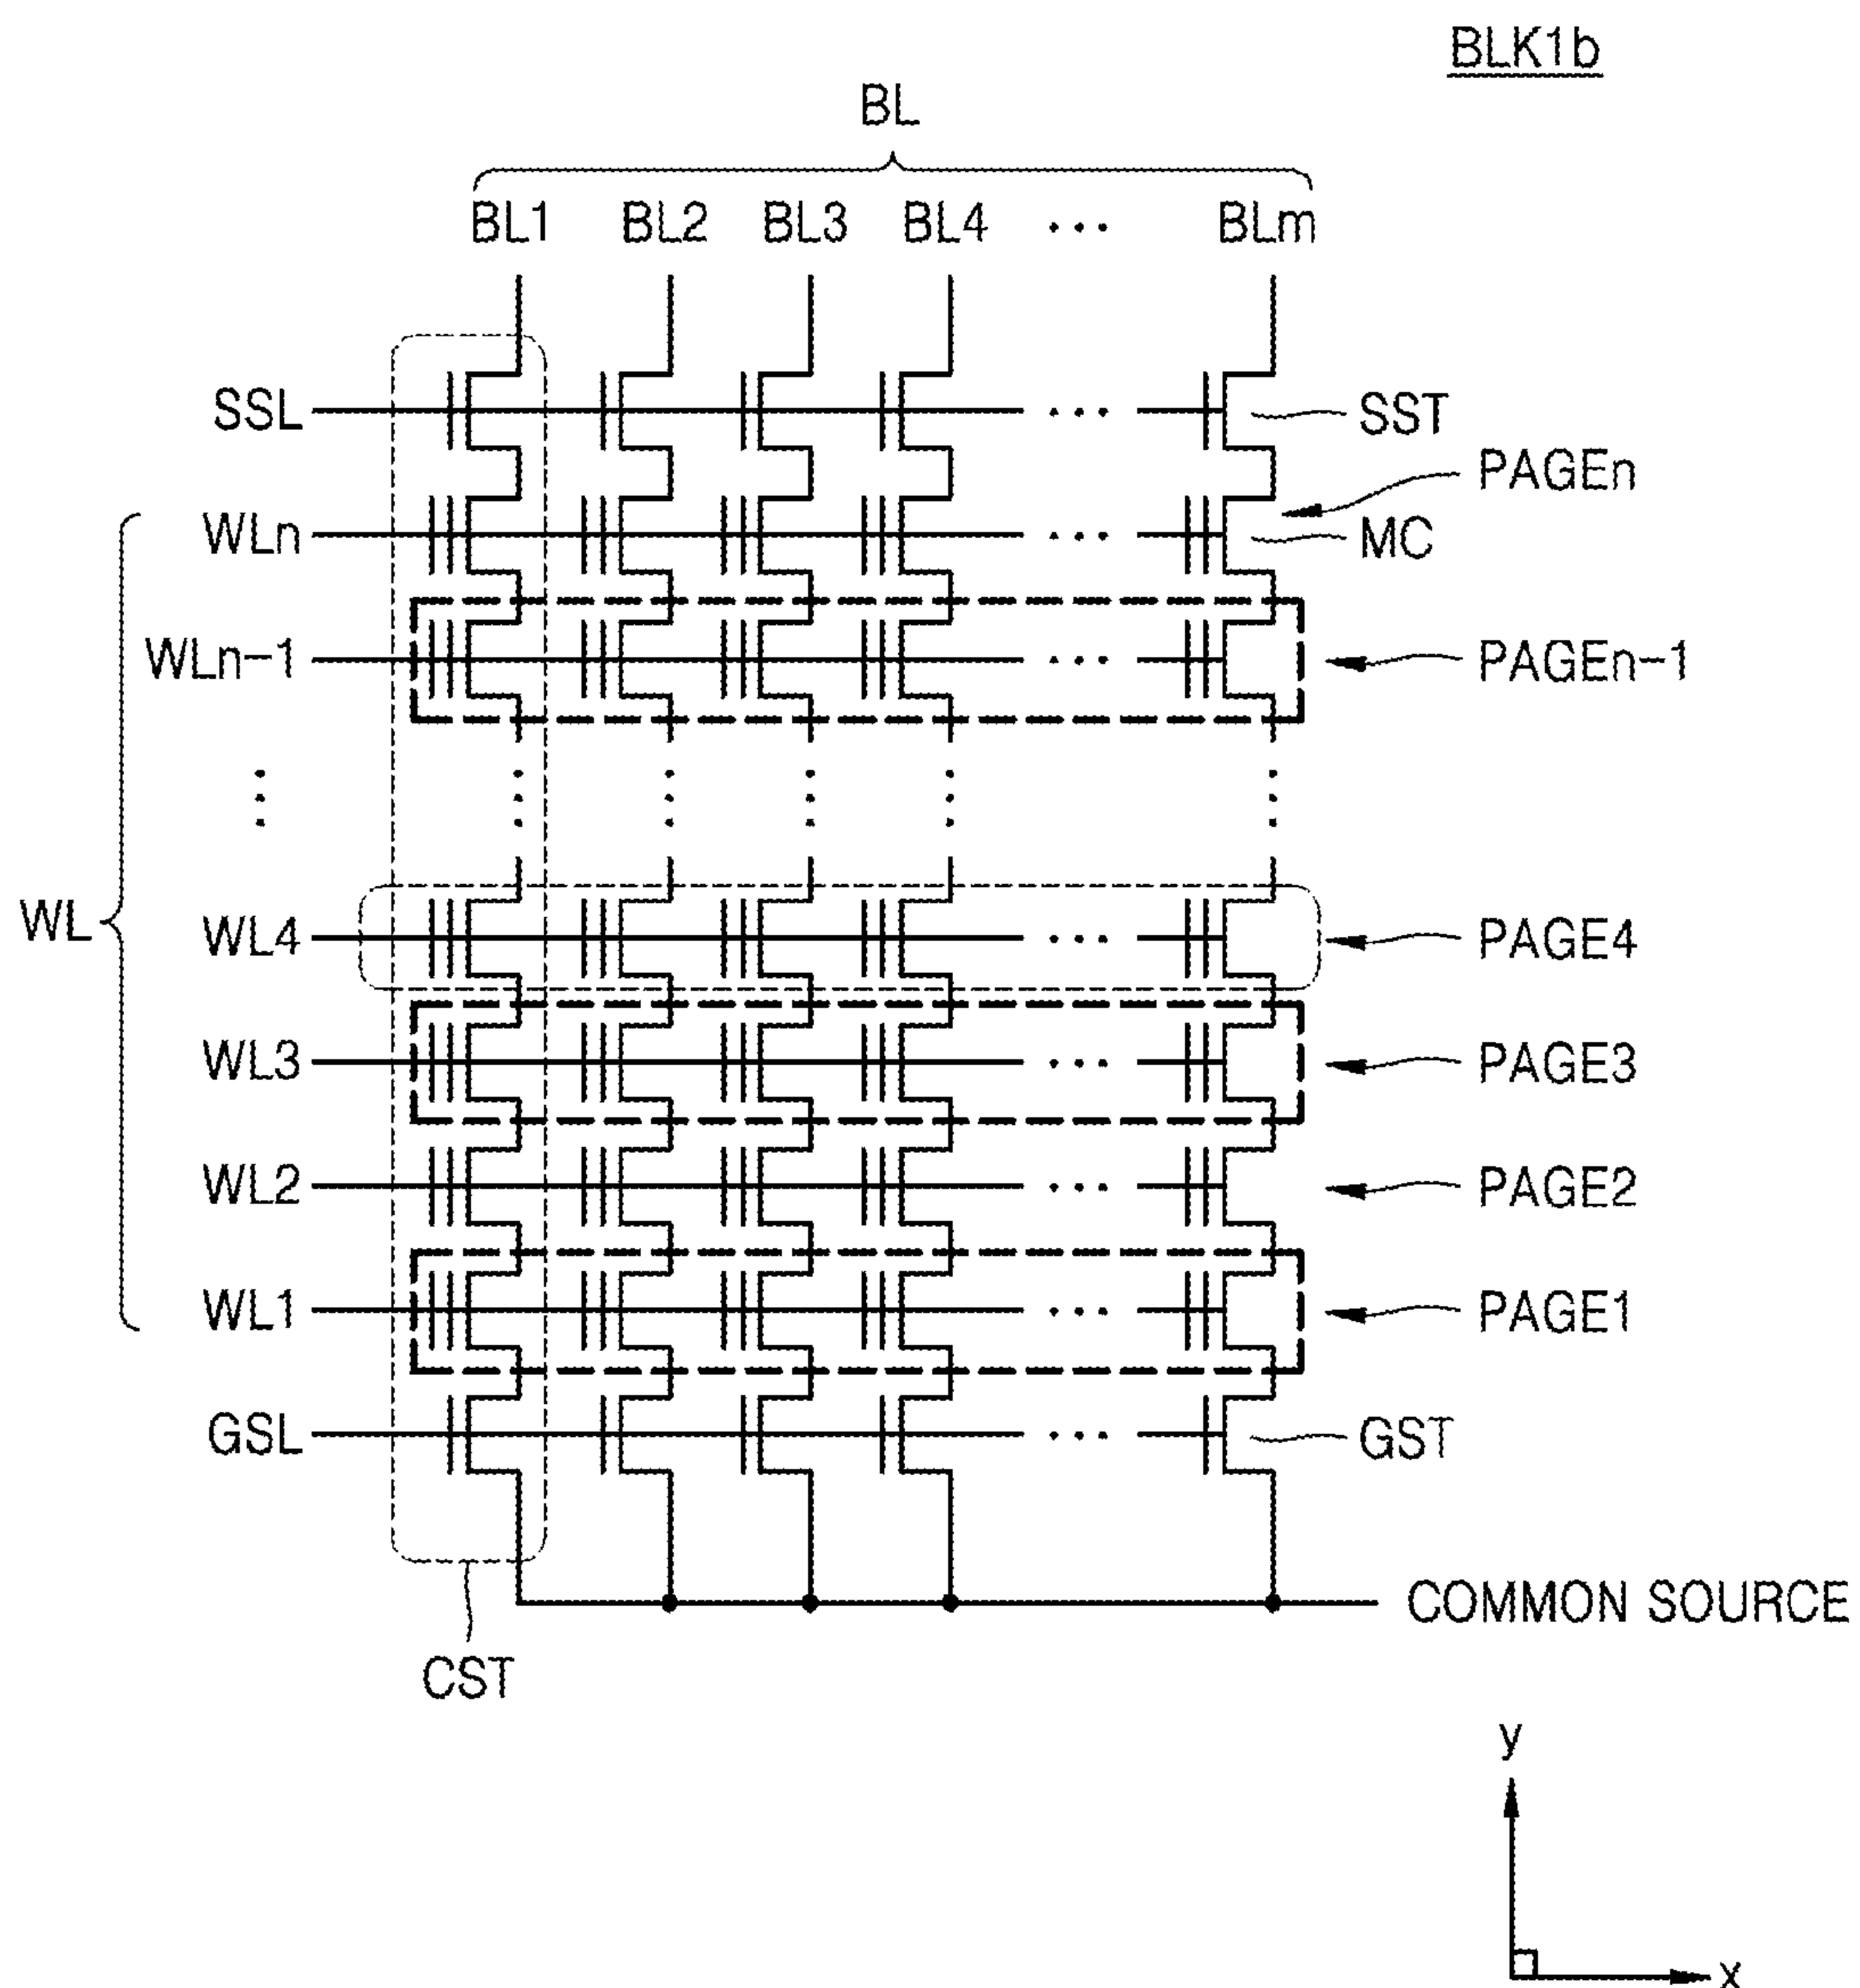 BLK1b
BL
BL1 BL2 BL3 BL4 ··· BLm
SSL ··· SST
PAGEn
WLn ··· MC
WLn-1 ··· PAGEn-1
WL
WL4 ··· PAGE4
WL3 ··· PAGE3
WL2 ··· PAGE2
WL1 ··· PAGE1
GSL ··· GST
COMMON SOURCE
CST
y
x